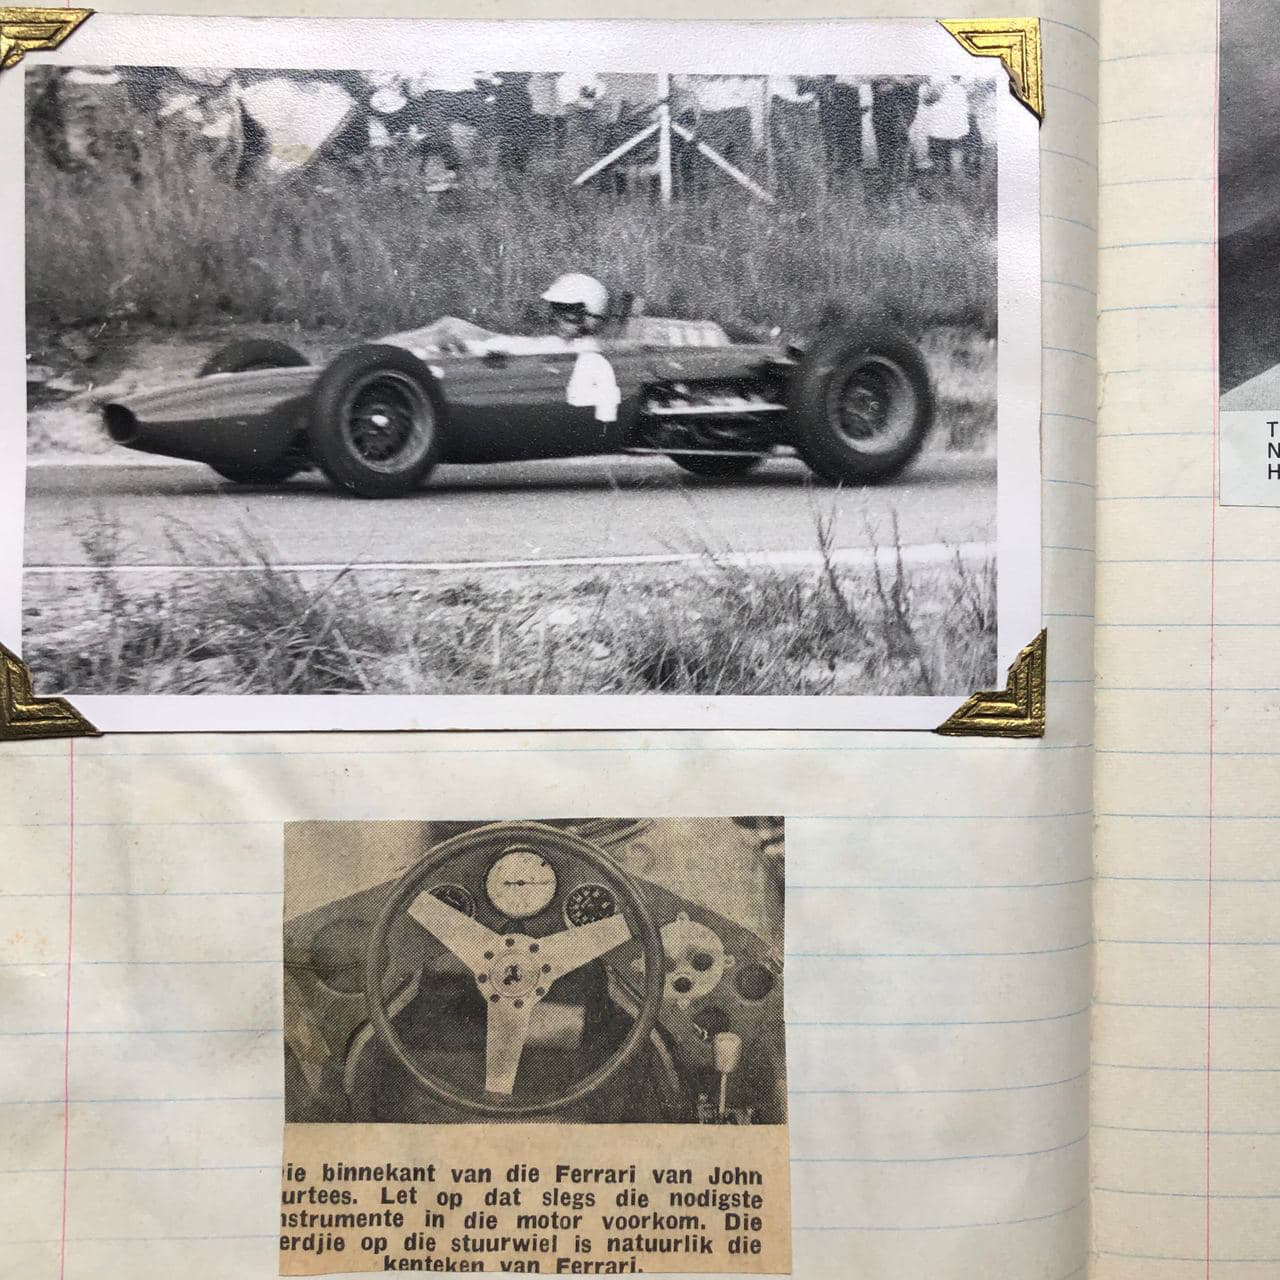 ie binnekant van die Ferrari van John
urtees. Let op dat slegs die nodigste
nstrumente in die motor voorkom. Die
erdjie op die stuurwiel is natuurlik die
kenteken van Ferrari.
T
N
H